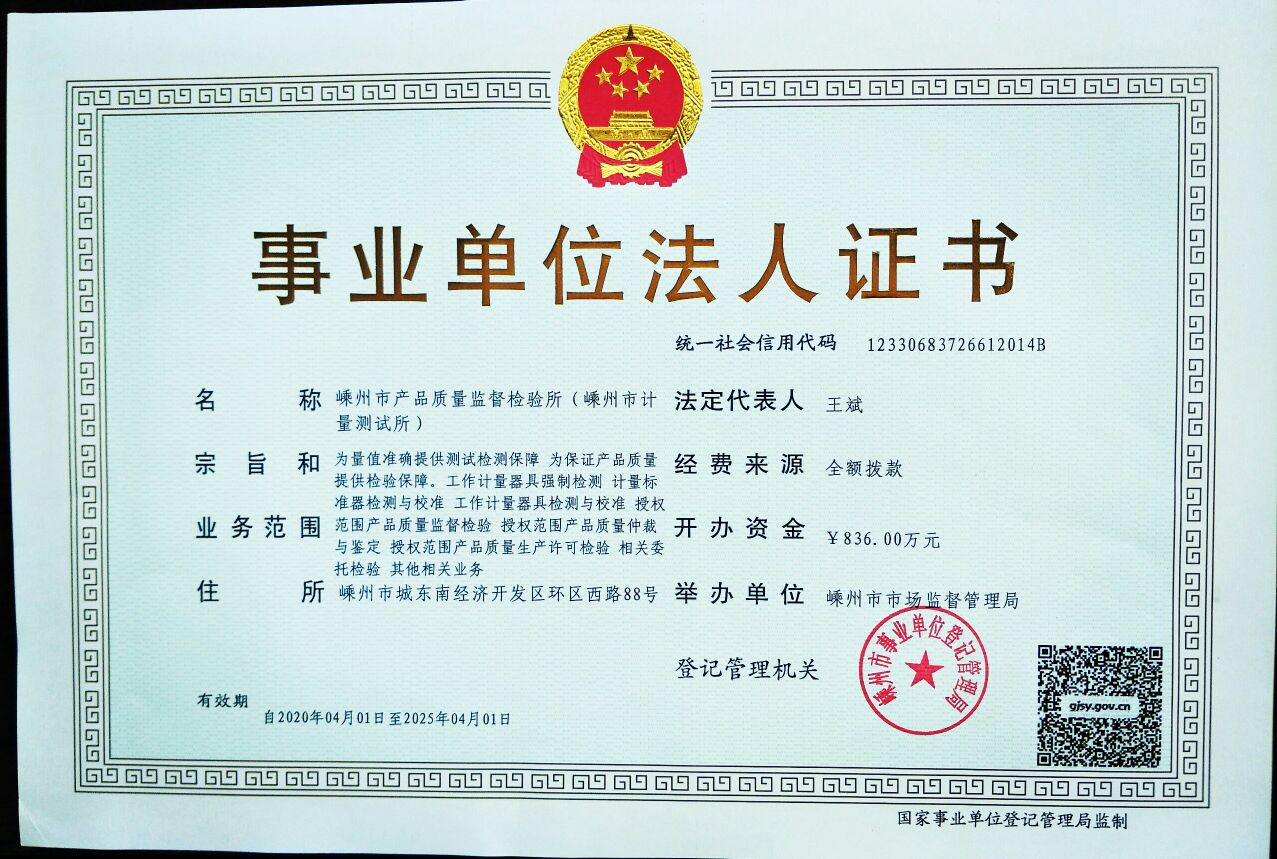 事业单位法人证书
统一社会信用代码 12330683726612014B
名称 嵊州市产品质量监督检验所（嵊州市计
量测试所）
法定代表人 王斌
宗旨和
业务范围
为量值准确提供测试检测保障 为保证产品质量
提供检验保障。工作计量器具强制检测 计量标
准器检测与校准 工作计量器具检测与校准 授权
范围产品质量监督检验 授权范围产品质量仲裁
与鉴定 授权范围产品质量生产许可检验 相关委
托检验 其他相关业务
经费来源 全额拨款
开办资金 ￥836.00万元
住所 嵊州市城东南经济开发区环区西路88号
举办单位 嵊州市市场监督管理局
登记管理机关
嵊州市事业单位登记管理局
有效期
自2020年04月01日至2025年04月01日
gjsy.gov.cn
国家事业单位登记管理局监制